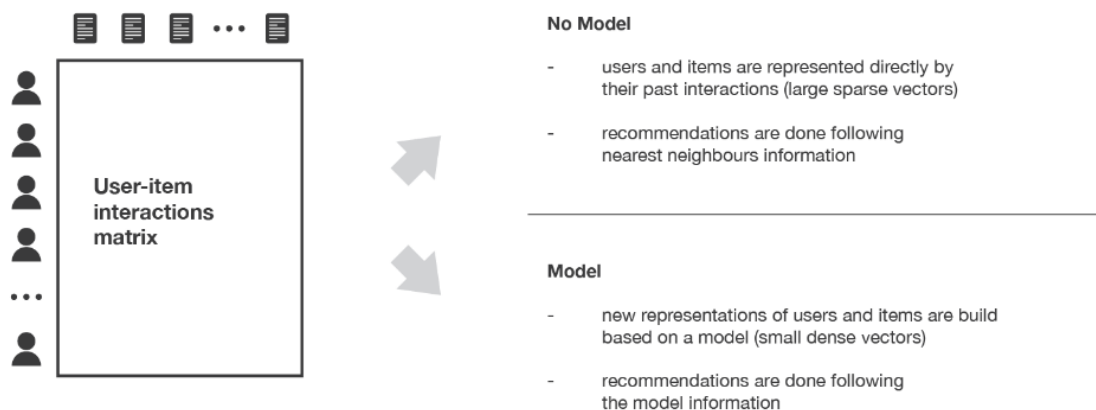 User-item
interactions
matrix
No Model
- users and items are represented directly by
their past interactions (large sparse vectors)
- recommendations are done following
nearest neighbours information
Model
- new representations of users and items are build
based on a model (small dense vectors)
- recommendations are done following
the model information